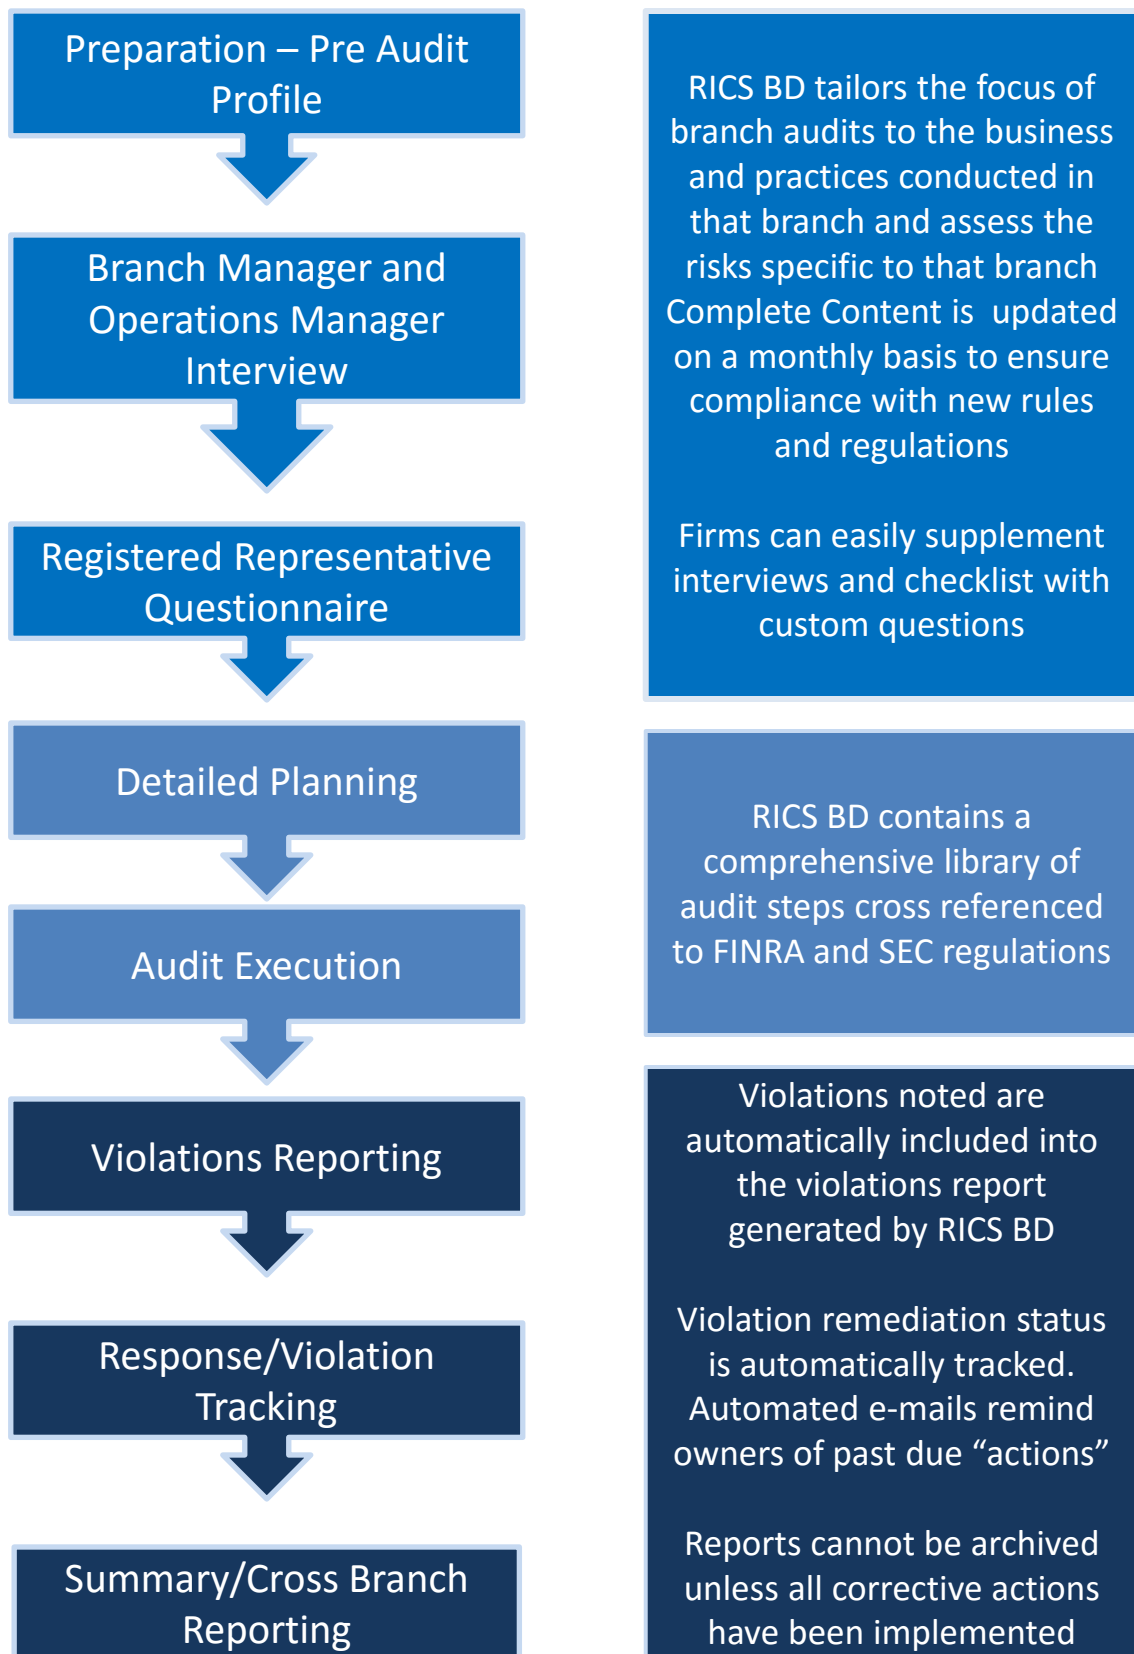 Preparation – Pre Audit
Profile
Branch Manager and
Operations Manager
Interview
Registered Representative
Questionnaire
Detailed Planning
Audit Execution
Violations Reporting
Response/Violation
Tracking
Summary/Cross Branch
Reporting
RICS BD tailors the focus of
branch audits to the business
and practices conducted in
that branch and assess the
risks specific to that branch
Complete Content is  updated
on a monthly basis to ensure
compliance with new rules
and regulations
Firms can easily supplement
interviews and checklist with
custom questions
RICS BD contains a
comprehensive library of
audit steps cross referenced
to FINRA and SEC regulations
Violations noted are
automatically included into
the violations report
generated by RICS BD
Violation remediation status
is automatically tracked.
Automated e-mails remind
owners of past due “actions”
Reports cannot be archived
unless all corrective actions
have been implemented